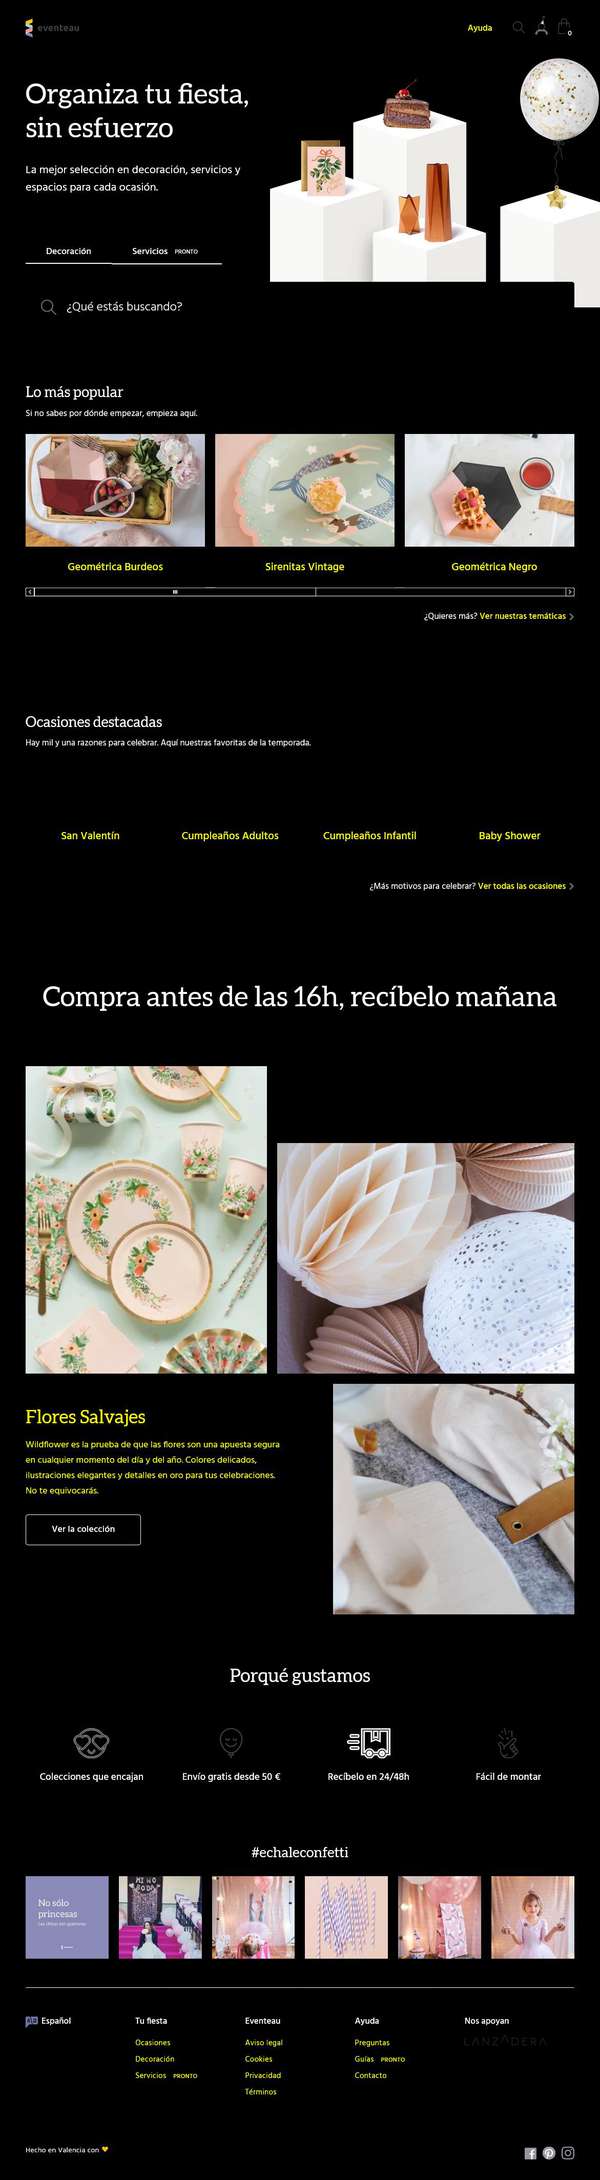 eventeau
Ayuda
0
Organiza tu fiesta,
sin esfuerzo
La mejor selección en decoración, servicios y
espacios para cada ocasión.
Decoración
Servicios PRONTO
¿Qué estás buscando?
Lo más popular
Si no sabes por dónde empezar, empieza aquí.
Geométrica Burdeos
Sirenitas Vintage
Geométrica Negro
¿Quieres más? Ver nuestras temáticas
Ocasiones destacadas
Hay mil y una razones para celebrar. Aquí nuestras favoritas de la temporada.
San Valentín
Cumpleaños Adultos
Cumpleaños Infantil
Baby Shower
¿Más motivos para celebrar? Ver todas las ocasiones
Compra antes de las 16h, recíbelo mañana
Flores Salvajes
Wildflower es la prueba de que las flores son una apuesta segura
en cualquier momento del día y del año. Colores delicados,
ilustraciones elegantes y detalles en oro para tus celebraciones.
No te equivocarás.
Ver la colección
Porqué gustamos
Colecciones que encajan
Envío gratis desde 50 €
Recíbelo en 24/48h
Fácil de montar
#echaleconfetti
No sólo
princesas
Español
Tu fiesta
Ocasiones
Decoración
Servicios PRONTO
Eventeau
Aviso legal
Cookies
Privacidad
Términos
Ayuda
Preguntas
Guías PRONTO
Contacto
Nos apoyan
LANZADERA
Hecho en Valencia con